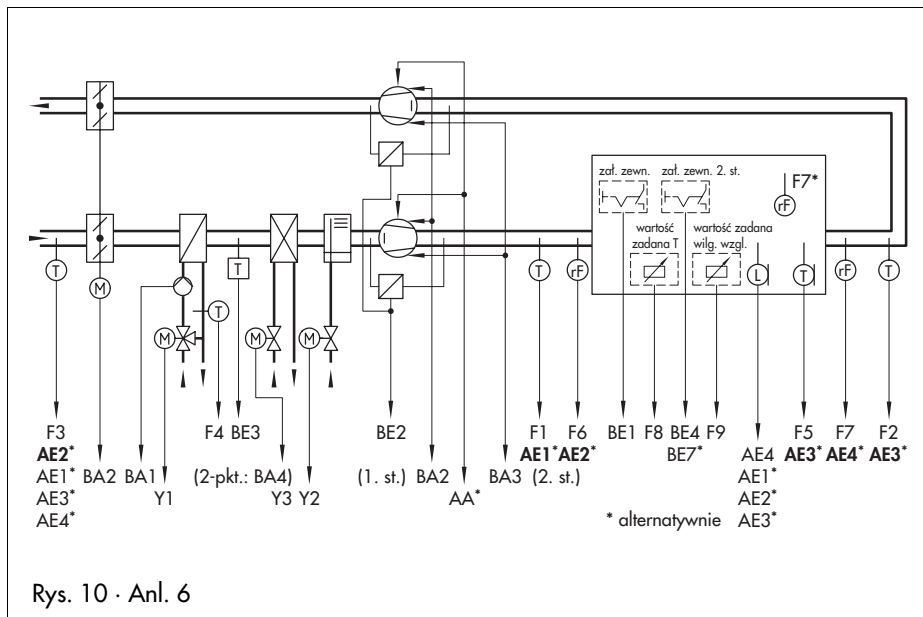 zał. zewn. zał. zewn. 2. st. F7*
rF
wartość zadana T
wartość zadana wilg. wzgl.
T M T T rF L T rF T
T
M M M
F3 F4 BE3 BE2 F1 F6 BE1 F8 BE4 F9 F5 F7 F2
AE2* AE1* AE2* BE7* AE4 AE3* AE4* AE3*
AE1* BA2 BA1 (2-pkt.: BA4) (1. st.) BA2 BA3 (2. st.) AE1*
AE3* Y1 Y3 Y2 AA* AE2*
AE4* * alternatywnie AE3*
Rys. 10 · Anl. 6